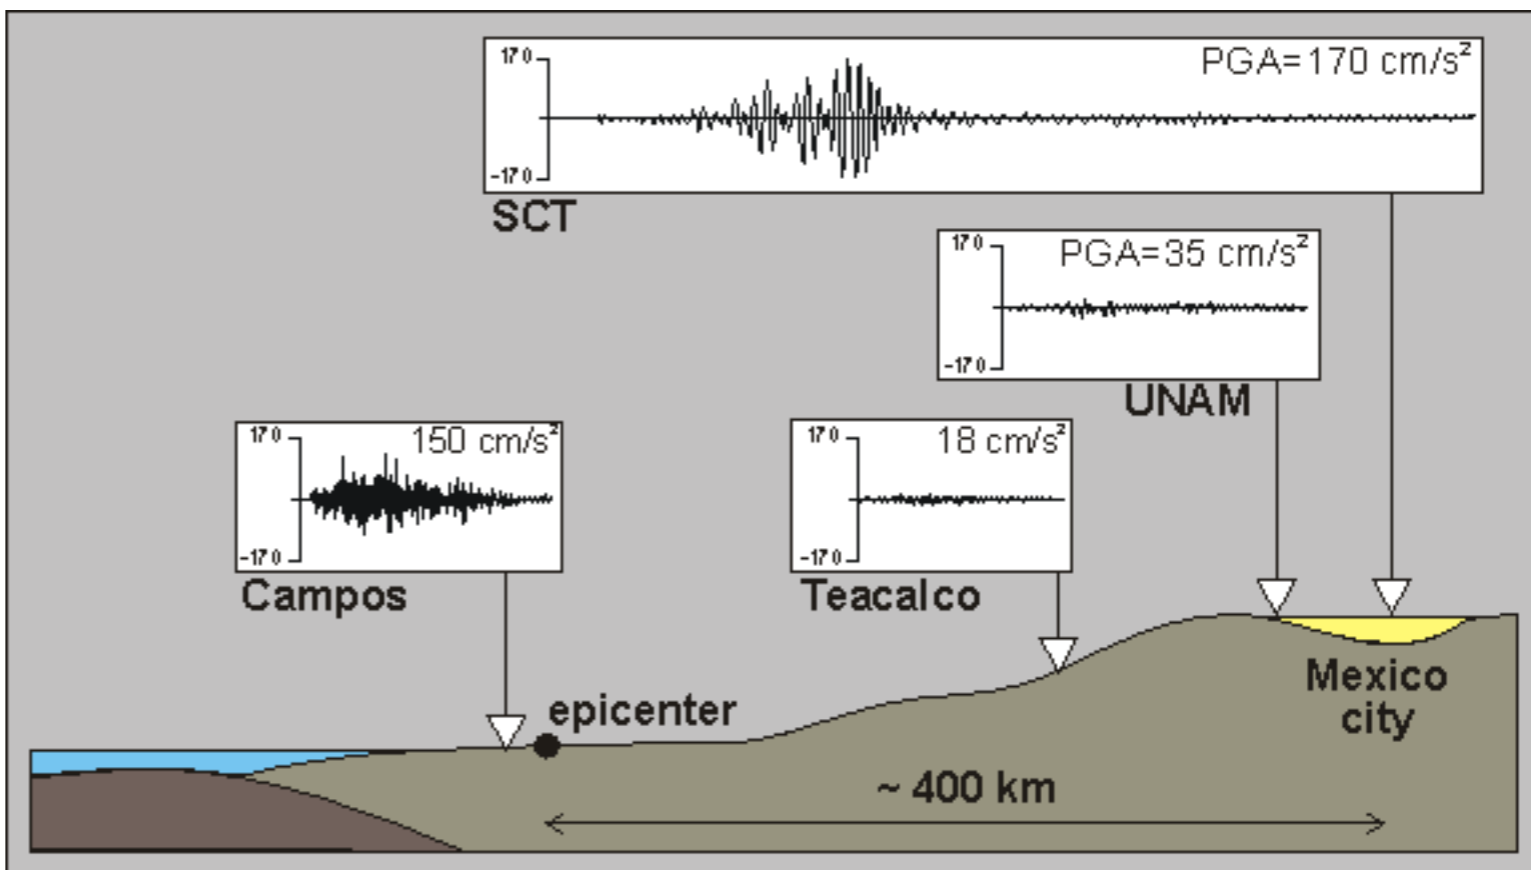 170
PGA=170 cm/s²
-170
SCT
170
PGA=35 cm/s²
-170
UNAM
170
150 cm/s²
-170
Campos
170
18 cm/s²
-170
Teacalco
epicenter
Mexico
city
~ 400 km